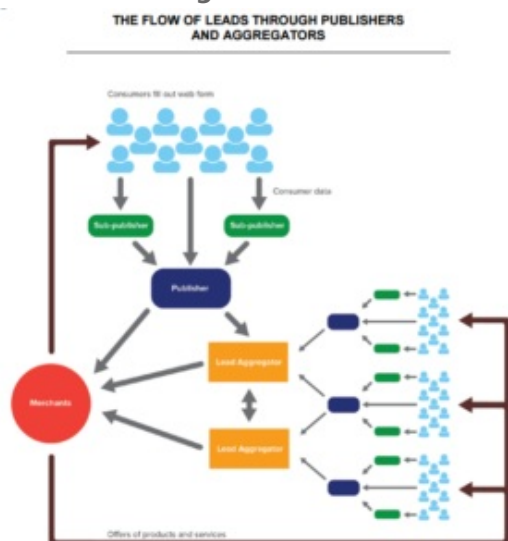 THE FLOW OF LEADS THROUGH PUBLISHERS
AND AGGREGATORS
Consumers fill out web form
Consumer data
Sub-publisher
Sub-publisher
Publisher
Lead Aggregator
Merchants
Lead Aggregator
Offers of products and services